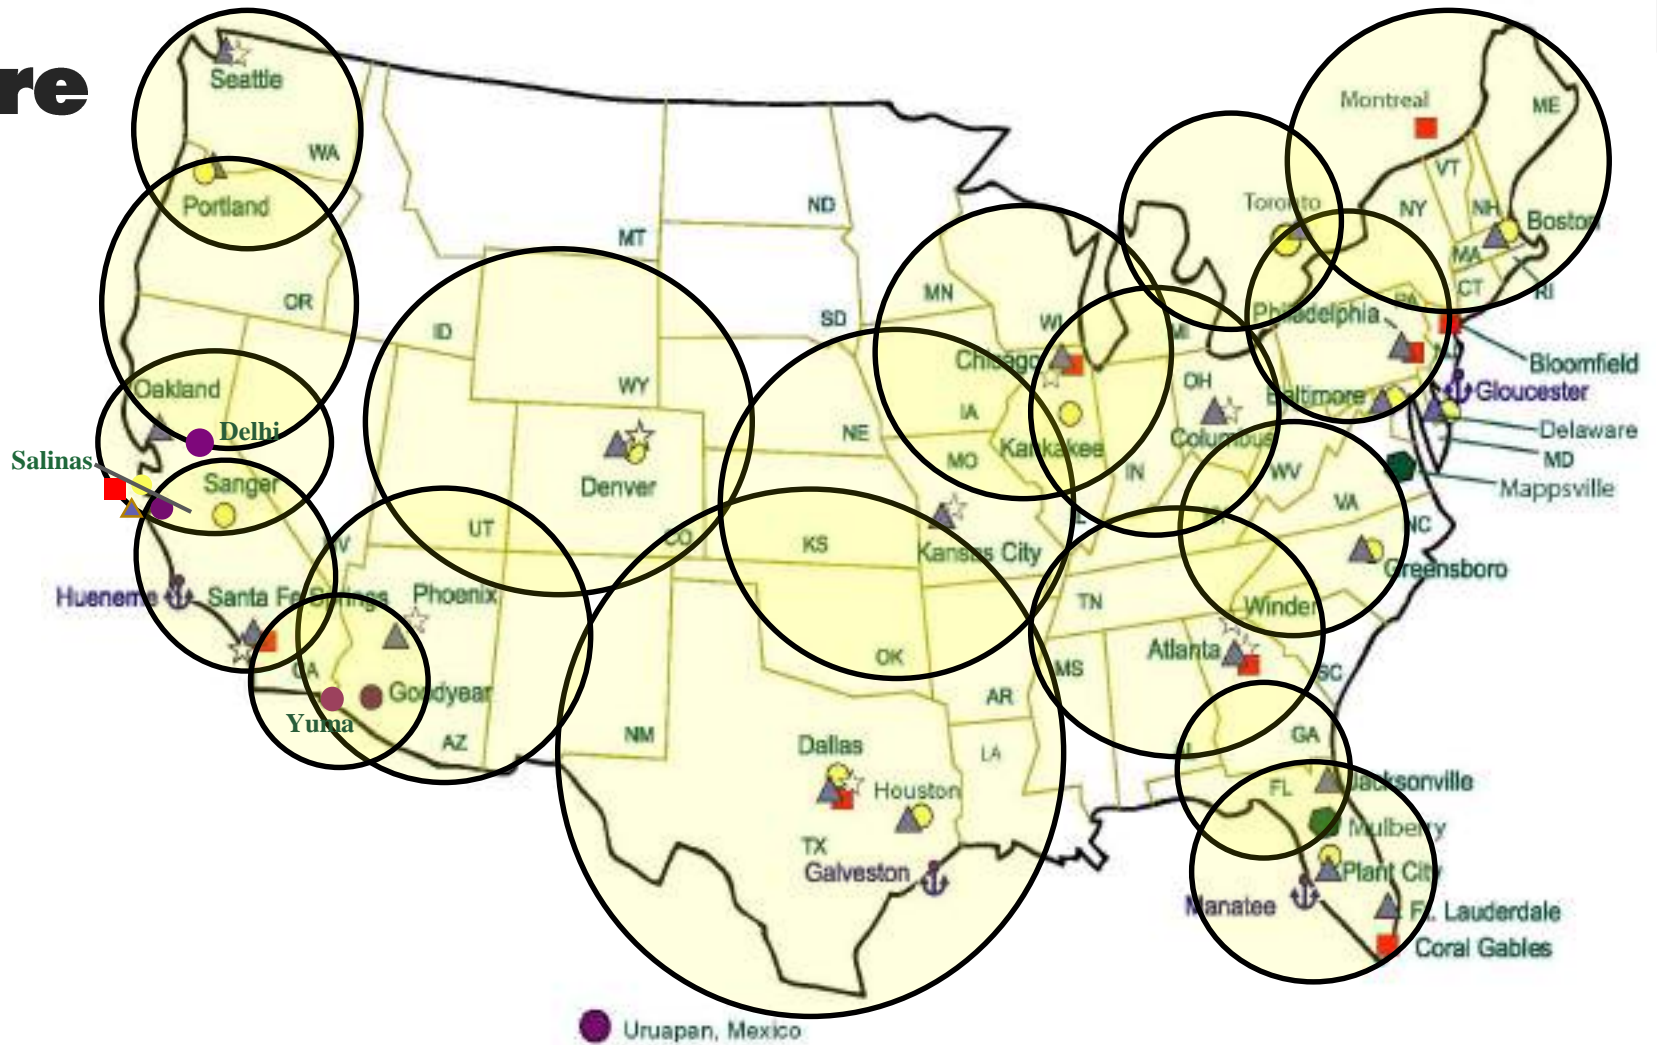 re
Seattle
WA
Portland
OR
MT
ND
ID
SD
WY
Montreal
ME
VT
NY
NH
Boston
MA
CT
RI
Toronto
MN
WI
MI
PA
Philadelphia
Bloomfield
Gloucester
Baltimore
Delaware
MD
Mappsville
Chicago
IA
NE
Kankakee
MO
IN
OH
Columbus
WV
VA
NC
Oakland
Delhi
Salinas
Sanger
Denver
UT
CO
KS
Kansas City
Greensboro
Hueneme
Santa Fe Springs
Phoenix
CA
Goodyear
Yuma
AZ
NM
OK
TN
Winder
Atlanta
MS
SC
AR
LA
GA
Dallas
Houston
TX
Galveston
FL
Jacksonville
Mulberry
Plant City
Manatee
Ft. Lauderdale
Coral Gables
Uruapan, Mexico